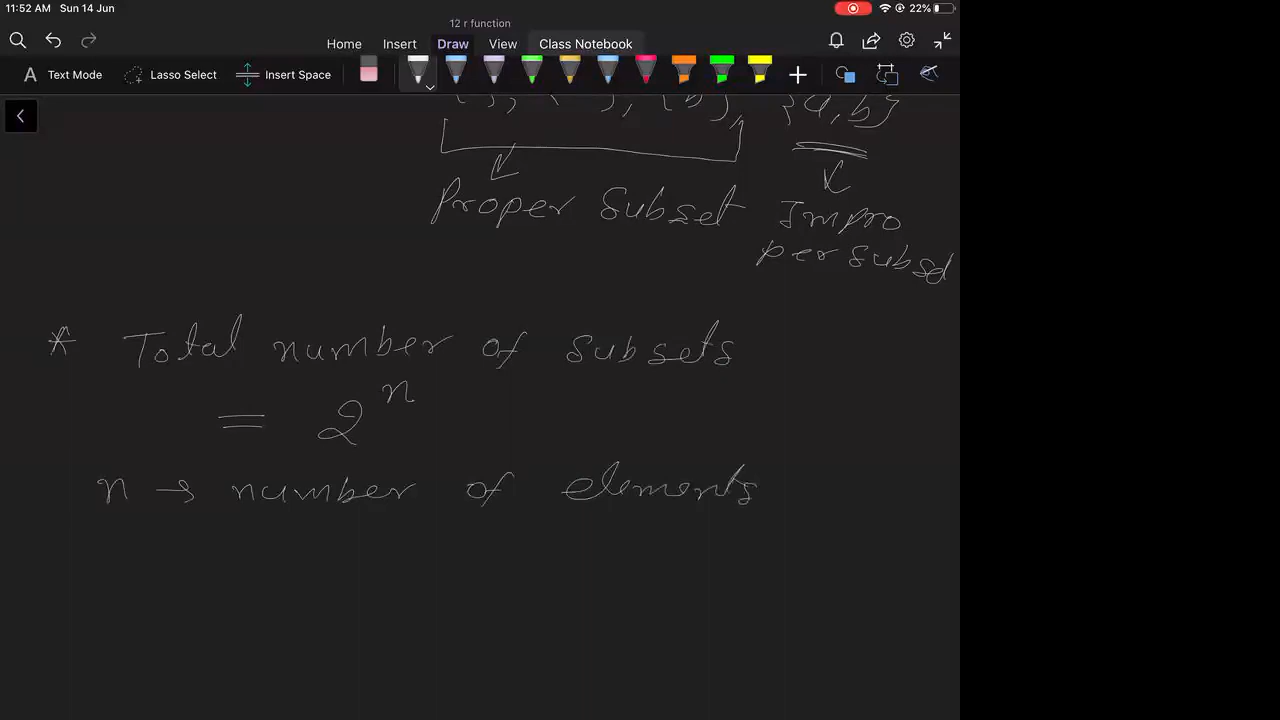 11:52 AM Sun 14 Jun
22%
12 r function
Home Insert Draw View Class Notebook
A Text Mode Lasso Select Insert Space
{a,b}
Proper Subset
Impro
per subset
* Total number of subsets
= 2^n
n → number of elements